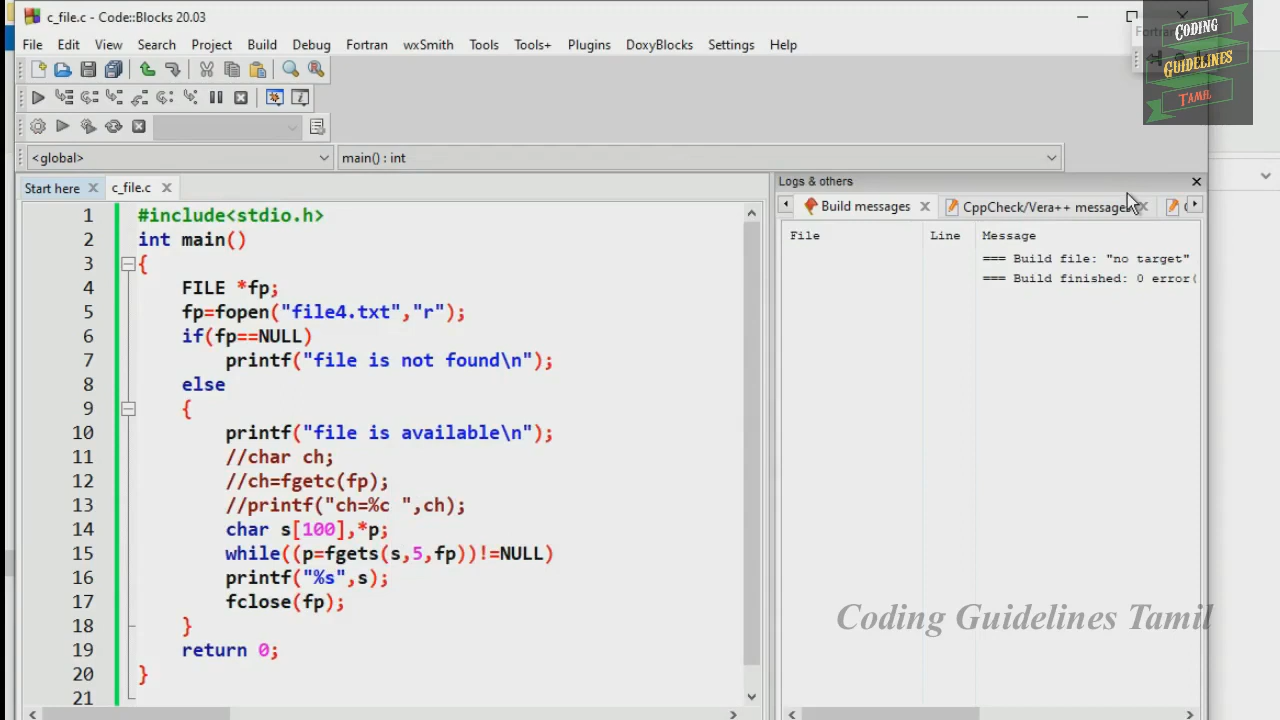 c_file.c - Code::Blocks 20.03
File Edit View Search Project Build Debug Fortran wxSmith Tools Tools+ Plugins DoxyBlocks Settings Help
CODING
GUIDELINES
TAMIL
<global>
main() : int
Start here
c_file.c
Logs & others
Build messages
CppCheck/Vera++ messages
File Line Message
=== Build file: "no target"
=== Build finished: 0 error(
1 #include<stdio.h>
2 int main()
3 {
4 FILE *fp;
5 fp=fopen("file4.txt","r");
6 if(fp==NULL)
7 printf("file is not found\n");
8 else
9 {
10 printf("file is available\n");
11 //char ch;
12 //ch=fgetc(fp);
13 //printf("ch=%c ",ch);
14 char s[100],*p;
15 while((p=fgets(s,5,fp))!=NULL)
16 printf("%s",s);
17 fclose(fp);
18 }
19 return 0;
20 }
21
Coding Guidelines Tamil